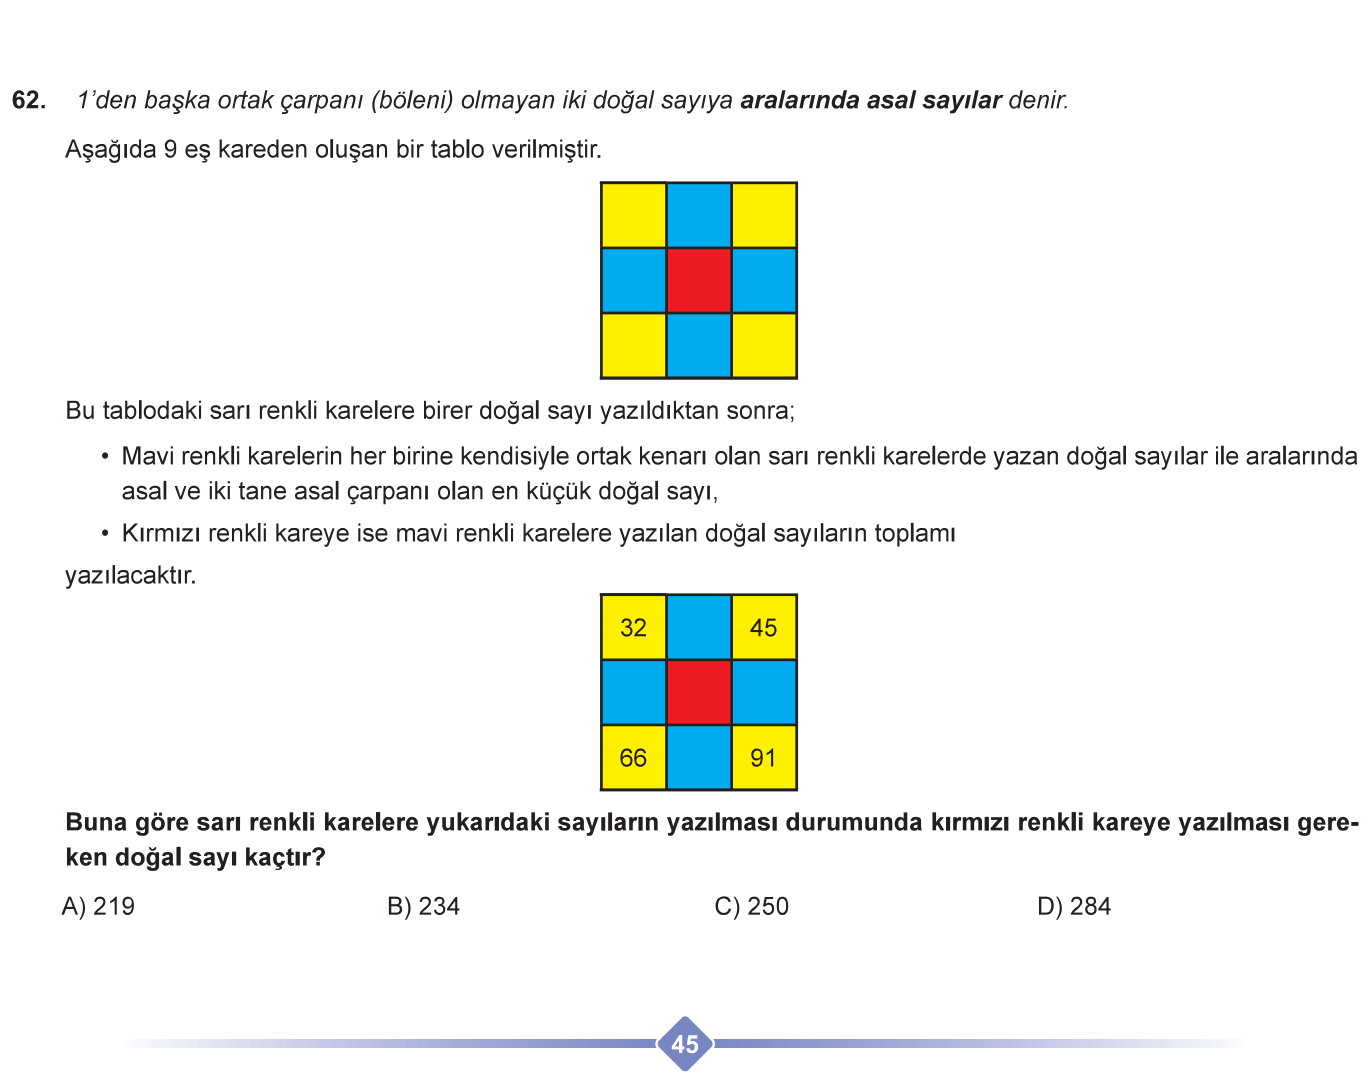 62. 1’den başka ortak çarpanı (böleni) olmayan iki doğal sayıya aralarında asal sayılar denir.
Aşağıda 9 eş kareden oluşan bir tablo verilmiştir.
Bu tablodaki sarı renkli karelere birer doğal sayı yazıldıktan sonra;
• Mavi renkli karelerin her birine kendisiyle ortak kenarı olan sarı renkli karelerde yazan doğal sayılar ile aralarında
asal ve iki tane asal çarpanı olan en küçük doğal sayı,
• Kırmızı renkli kareye ise mavi renkli karelere yazılan doğal sayıların toplamı
yazılacaktır.
32 45
66 91
Buna göre sarı renkli karelere yukarıdaki sayıların yazılması durumunda kırmızı renkli kareye yazılması gere-
ken doğal sayı kaçtır?
A) 219 B) 234 C) 250 D) 284
45